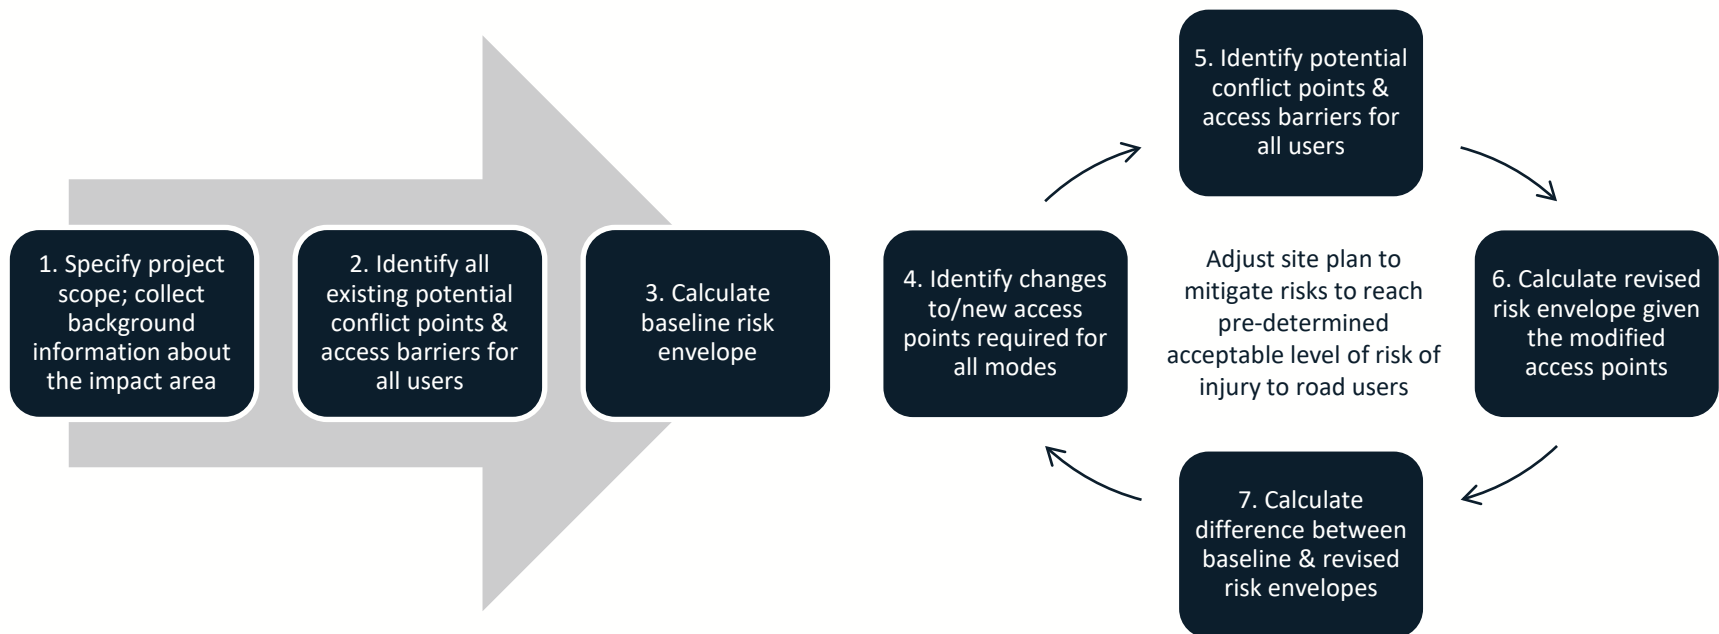 1. Specify project
scope; collect
background
information about
the impact area
2. Identify all
existing potential
conflict points &
access barriers for
all users
3. Calculate
baseline risk
envelope
4. Identify changes
to/new access
points required for
all modes
5. Identify potential
conflict points &
access barriers for
all users
6. Calculate revised
risk envelope given
the modified
access points
7. Calculate
difference between
baseline & revised
risk envelopes
Adjust site plan to
mitigate risks to reach
pre-determined
acceptable level of risk of
injury to road users